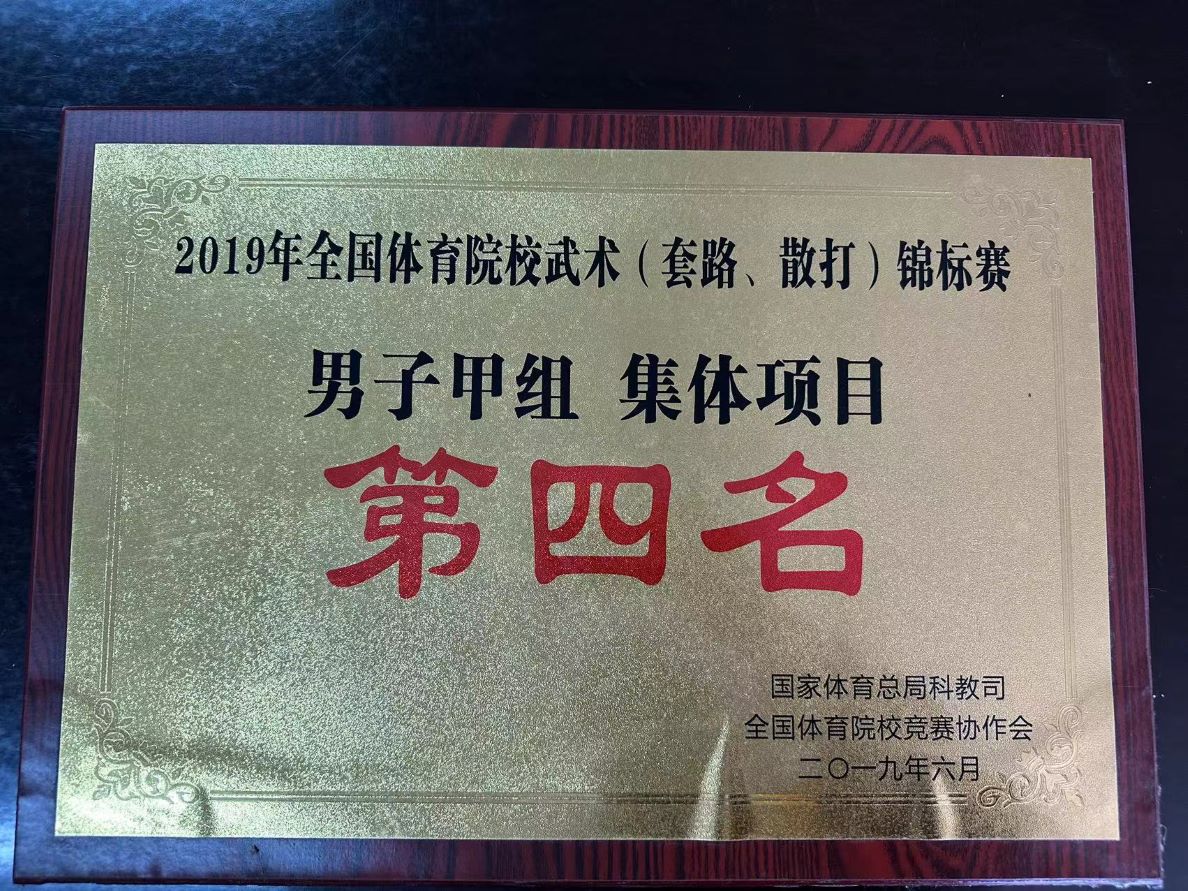 2019年全国体育院校武术（套路、散打）锦标赛
男子甲组 集体项目
第四名
国家体育总局科教司
全国体育院校竞赛协作会
二〇一九年六月